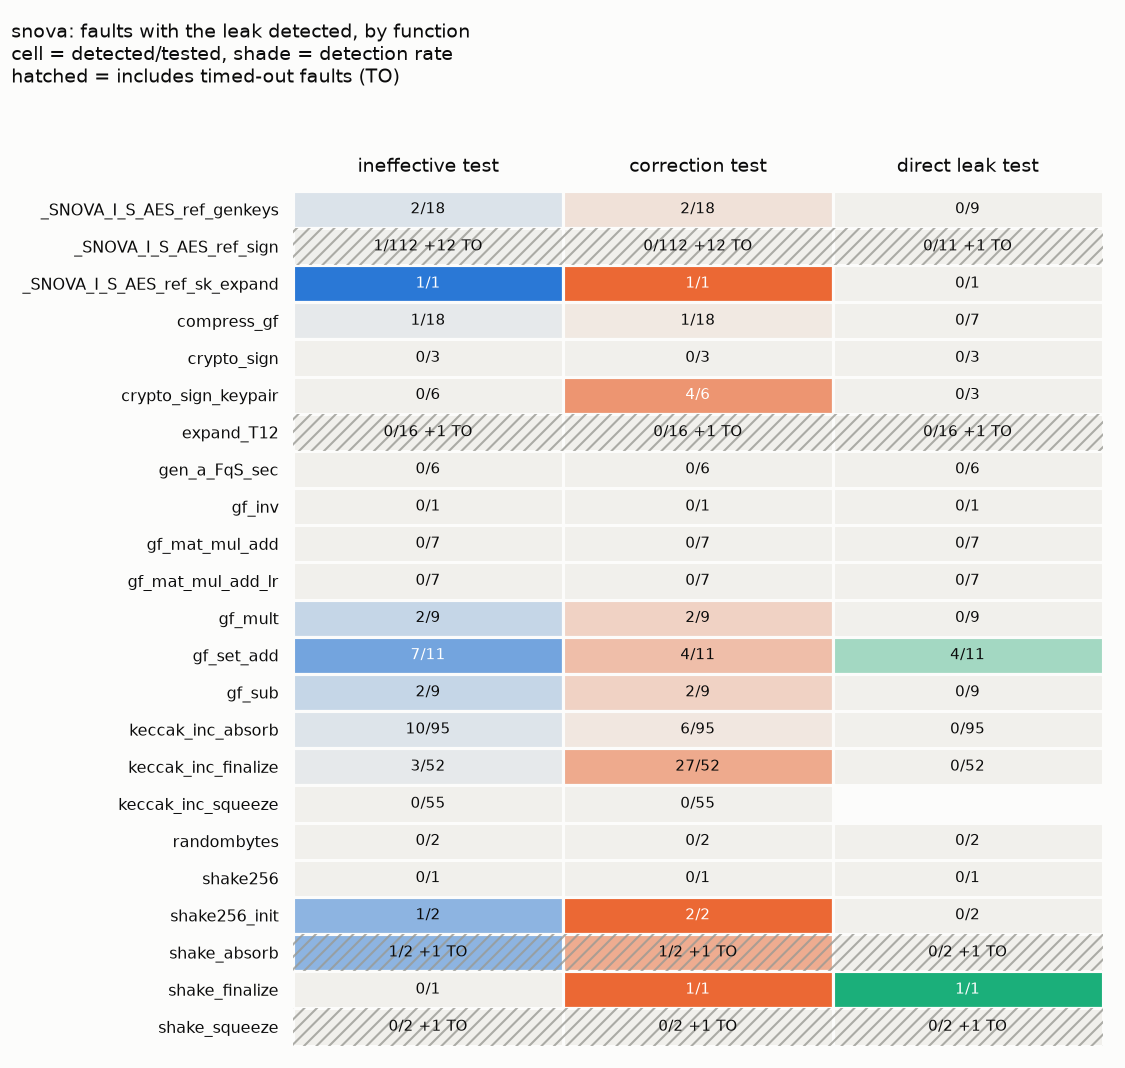 snova: faults with the leak detected, by function
cell = detected/tested, shade = detection rate
hatched = includes timed-out faults (TO)
ineffective test correction test direct leak test
_SNOVA_I_S_AES_ref_genkeys 2/18 2/18 0/9
_SNOVA_I_S_AES_ref_sign 1/112 +12 TO 0/112 +12 TO 0/11 +1 TO
_SNOVA_I_S_AES_ref_sk_expand 1/1 1/1 0/1
compress_gf 1/18 1/18 0/7
crypto_sign 0/3 0/3 0/3
crypto_sign_keypair 0/6 4/6 0/3
expand_T12 0/16 +1 TO 0/16 +1 TO 0/16 +1 TO
gen_a_FqS_sec 0/6 0/6 0/6
gf_inv 0/1 0/1 0/1
gf_mat_mul_add 0/7 0/7 0/7
gf_mat_mul_add_lr 0/7 0/7 0/7
gf_mult 2/9 2/9 0/9
gf_set_add 7/11 4/11 4/11
gf_sub 2/9 2/9 0/9
keccak_inc_absorb 10/95 6/95 0/95
keccak_inc_finalize 3/52 27/52 0/52
keccak_inc_squeeze 0/55 0/55
randombytes 0/2 0/2 0/2
shake256 0/1 0/1 0/1
shake256_init 1/2 2/2 0/2
shake_absorb 1/2 +1 TO 1/2 +1 TO 0/2 +1 TO
shake_finalize 0/1 1/1 1/1
shake_squeeze 0/2 +1 TO 0/2 +1 TO 0/2 +1 TO